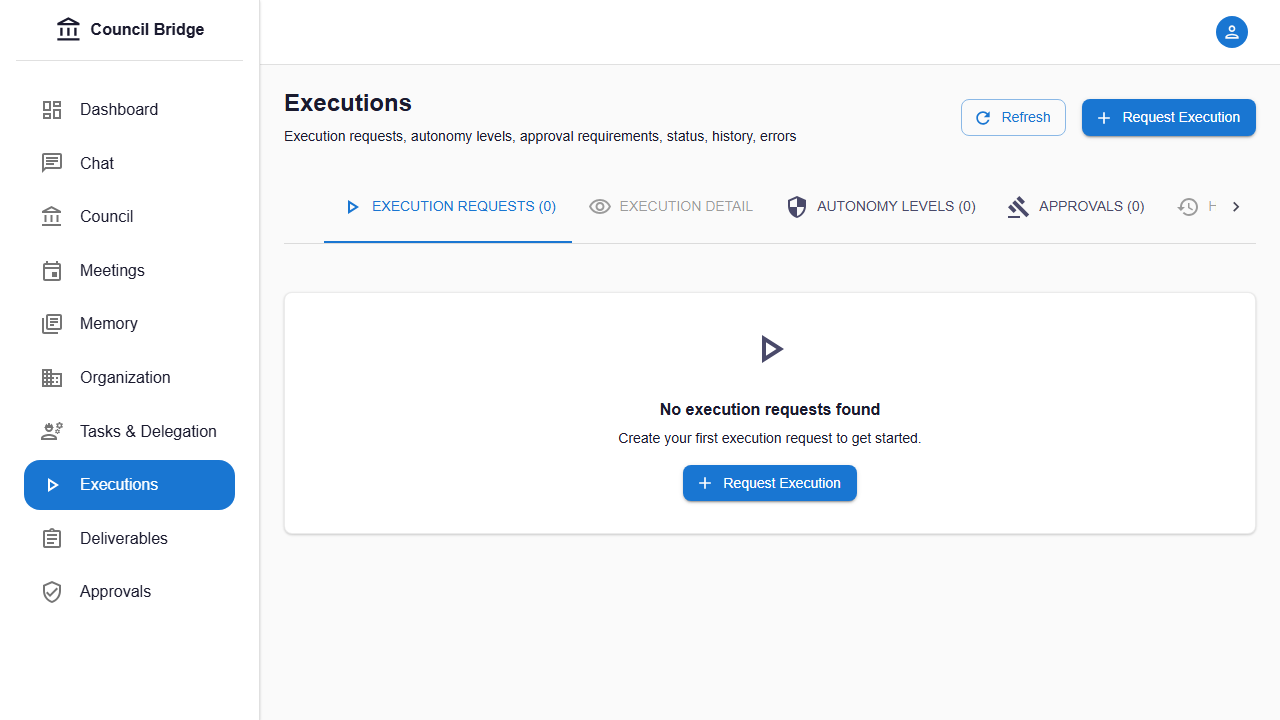 Council Bridge
Dashboard
Chat
Council
Meetings
Memory
Organization
Tasks & Delegation
Executions
Deliverables
Approvals
Executions
Execution requests, autonomy levels, approval requirements, status, history, errors
Refresh
Request Execution
EXECUTION REQUESTS (0)
EXECUTION DETAIL
AUTONOMY LEVELS (0)
APPROVALS (0)
No execution requests found
Create your first execution request to get started.
Request Execution